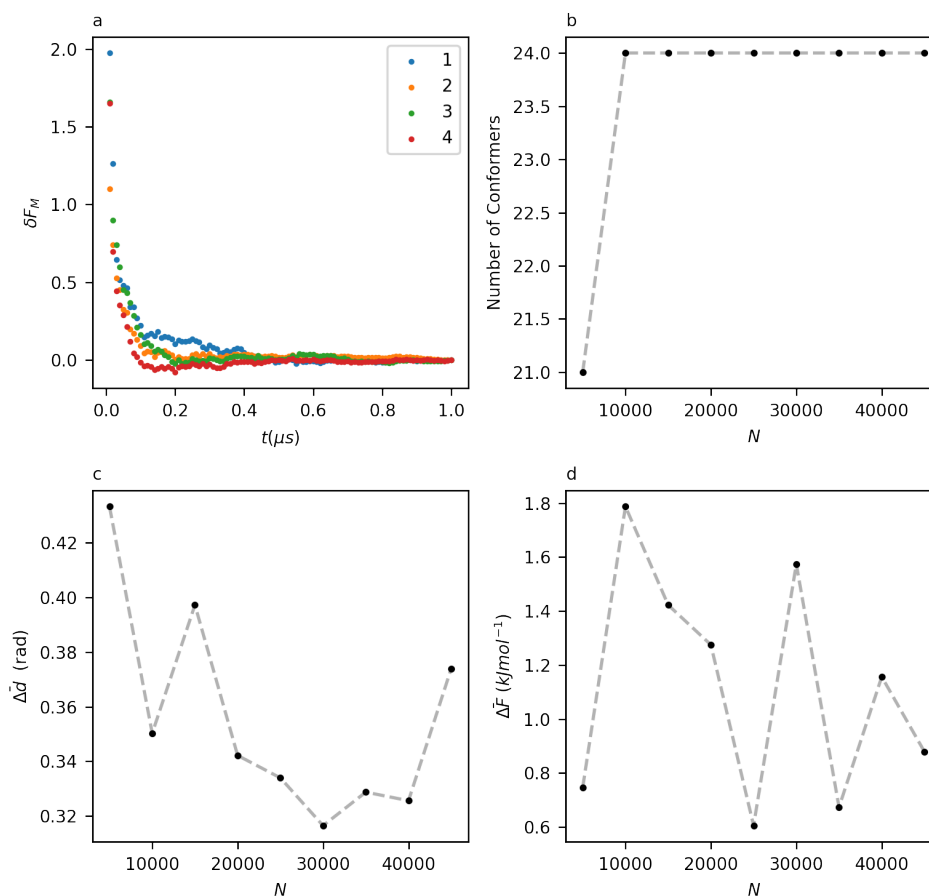 a
2.0
1.5
1.0
0.5
0.0
δF_M
1
2
3
4
0.0 0.2 0.4 0.6 0.8 1.0
t(μs)
b
24.0
23.5
23.0
22.5
22.0
21.5
21.0
Number of Conformers
10000 20000 30000 40000
N
c
0.42
0.40
0.38
0.36
0.34
0.32
Δd̄ (rad)
10000 20000 30000 40000
N
d
1.8
1.6
1.4
1.2
1.0
0.8
0.6
ΔF̄ (kJmol⁻¹)
10000 20000 30000 40000
N